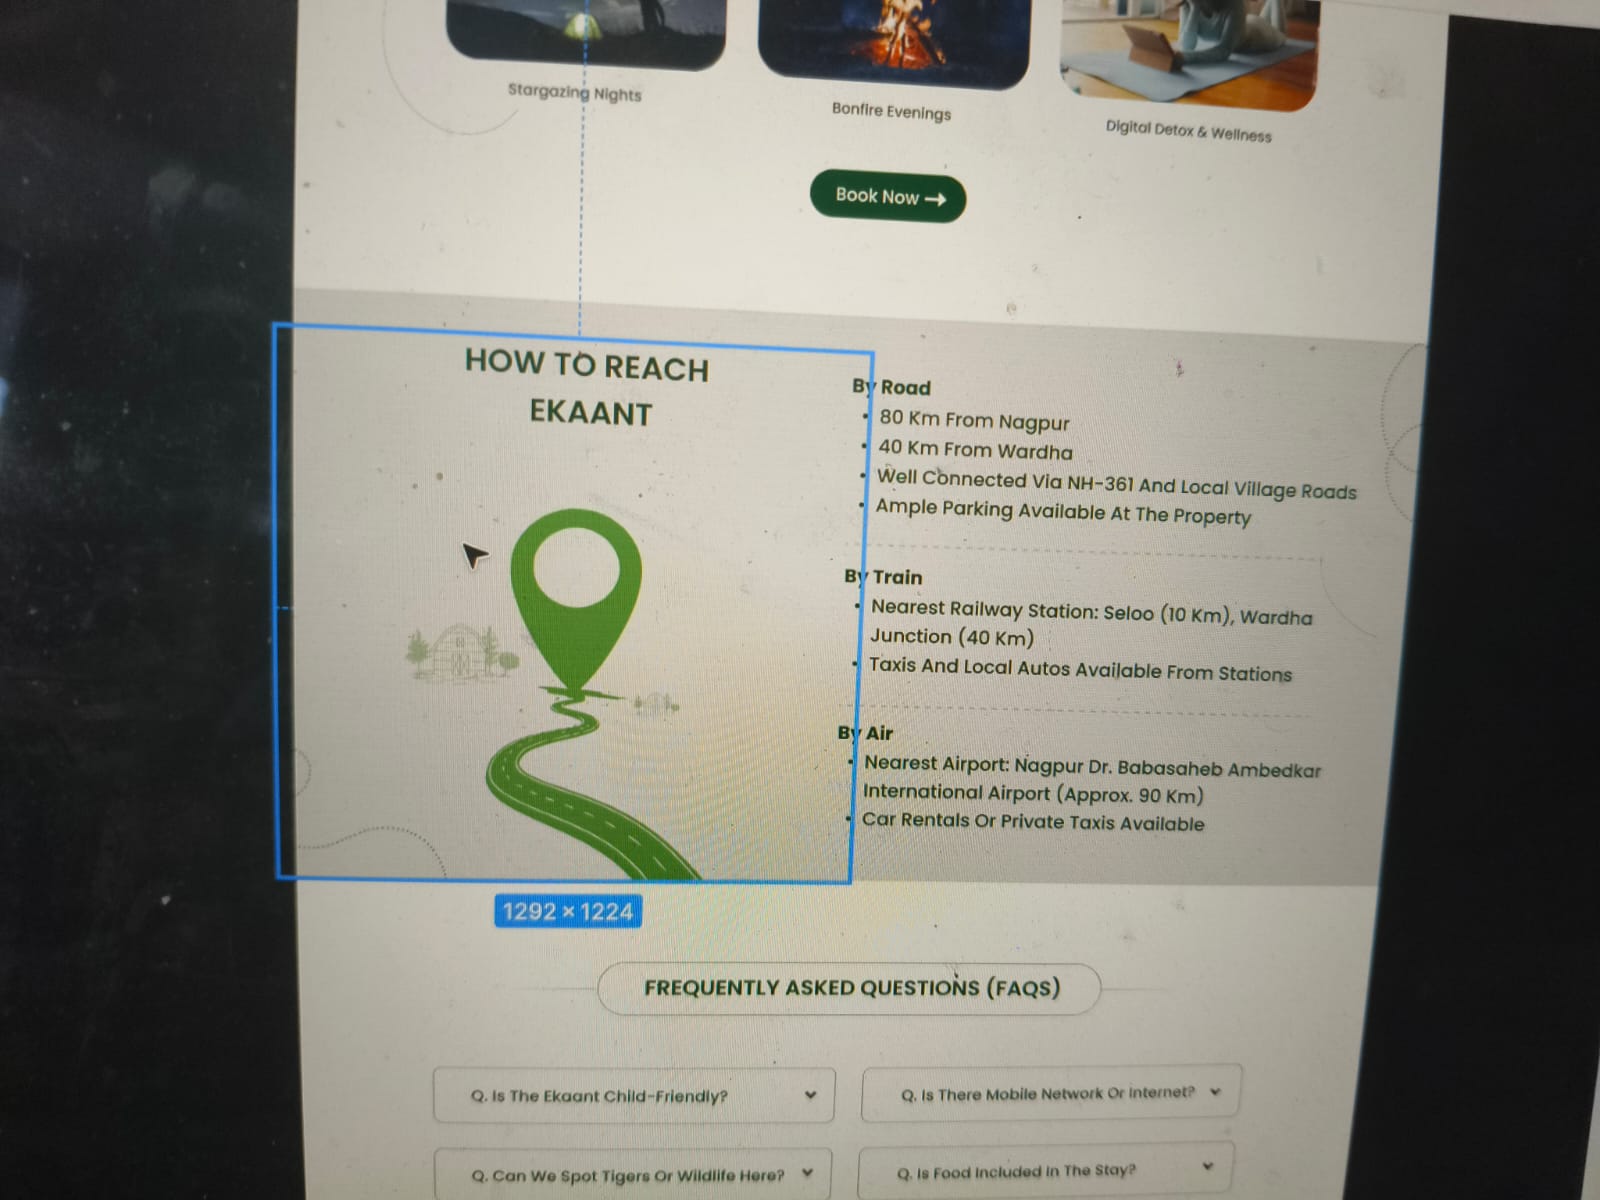 Stargazing Nights
Bonfire Evenings
Digital Detox & Wellness
Book Now
HOW TO REACH
EKAANT
By Road
• 80 Km From Nagpur
• 40 Km From Wardha
• Well Connected Via NH-361 And Local Village Roads
• Ample Parking Available At The Property
By Train
• Nearest Railway Station: Seloo (10 Km), Wardha
Junction (40 Km)
• Taxis And Local Autos Available From Stations
By Air
• Nearest Airport: Nagpur Dr. Babasaheb Ambedkar
International Airport (Approx. 90 Km)
• Car Rentals Or Private Taxis Available
1292 × 1224
FREQUENTLY ASKED QUESTIONS (FAQS)
Q. Is The Ekaant Child-Friendly?
Q. Is There Mobile Network Or Internet?
Q. Can We Spot Tigers Or Wildlife Here?
Q. Is Food Included In The Stay?